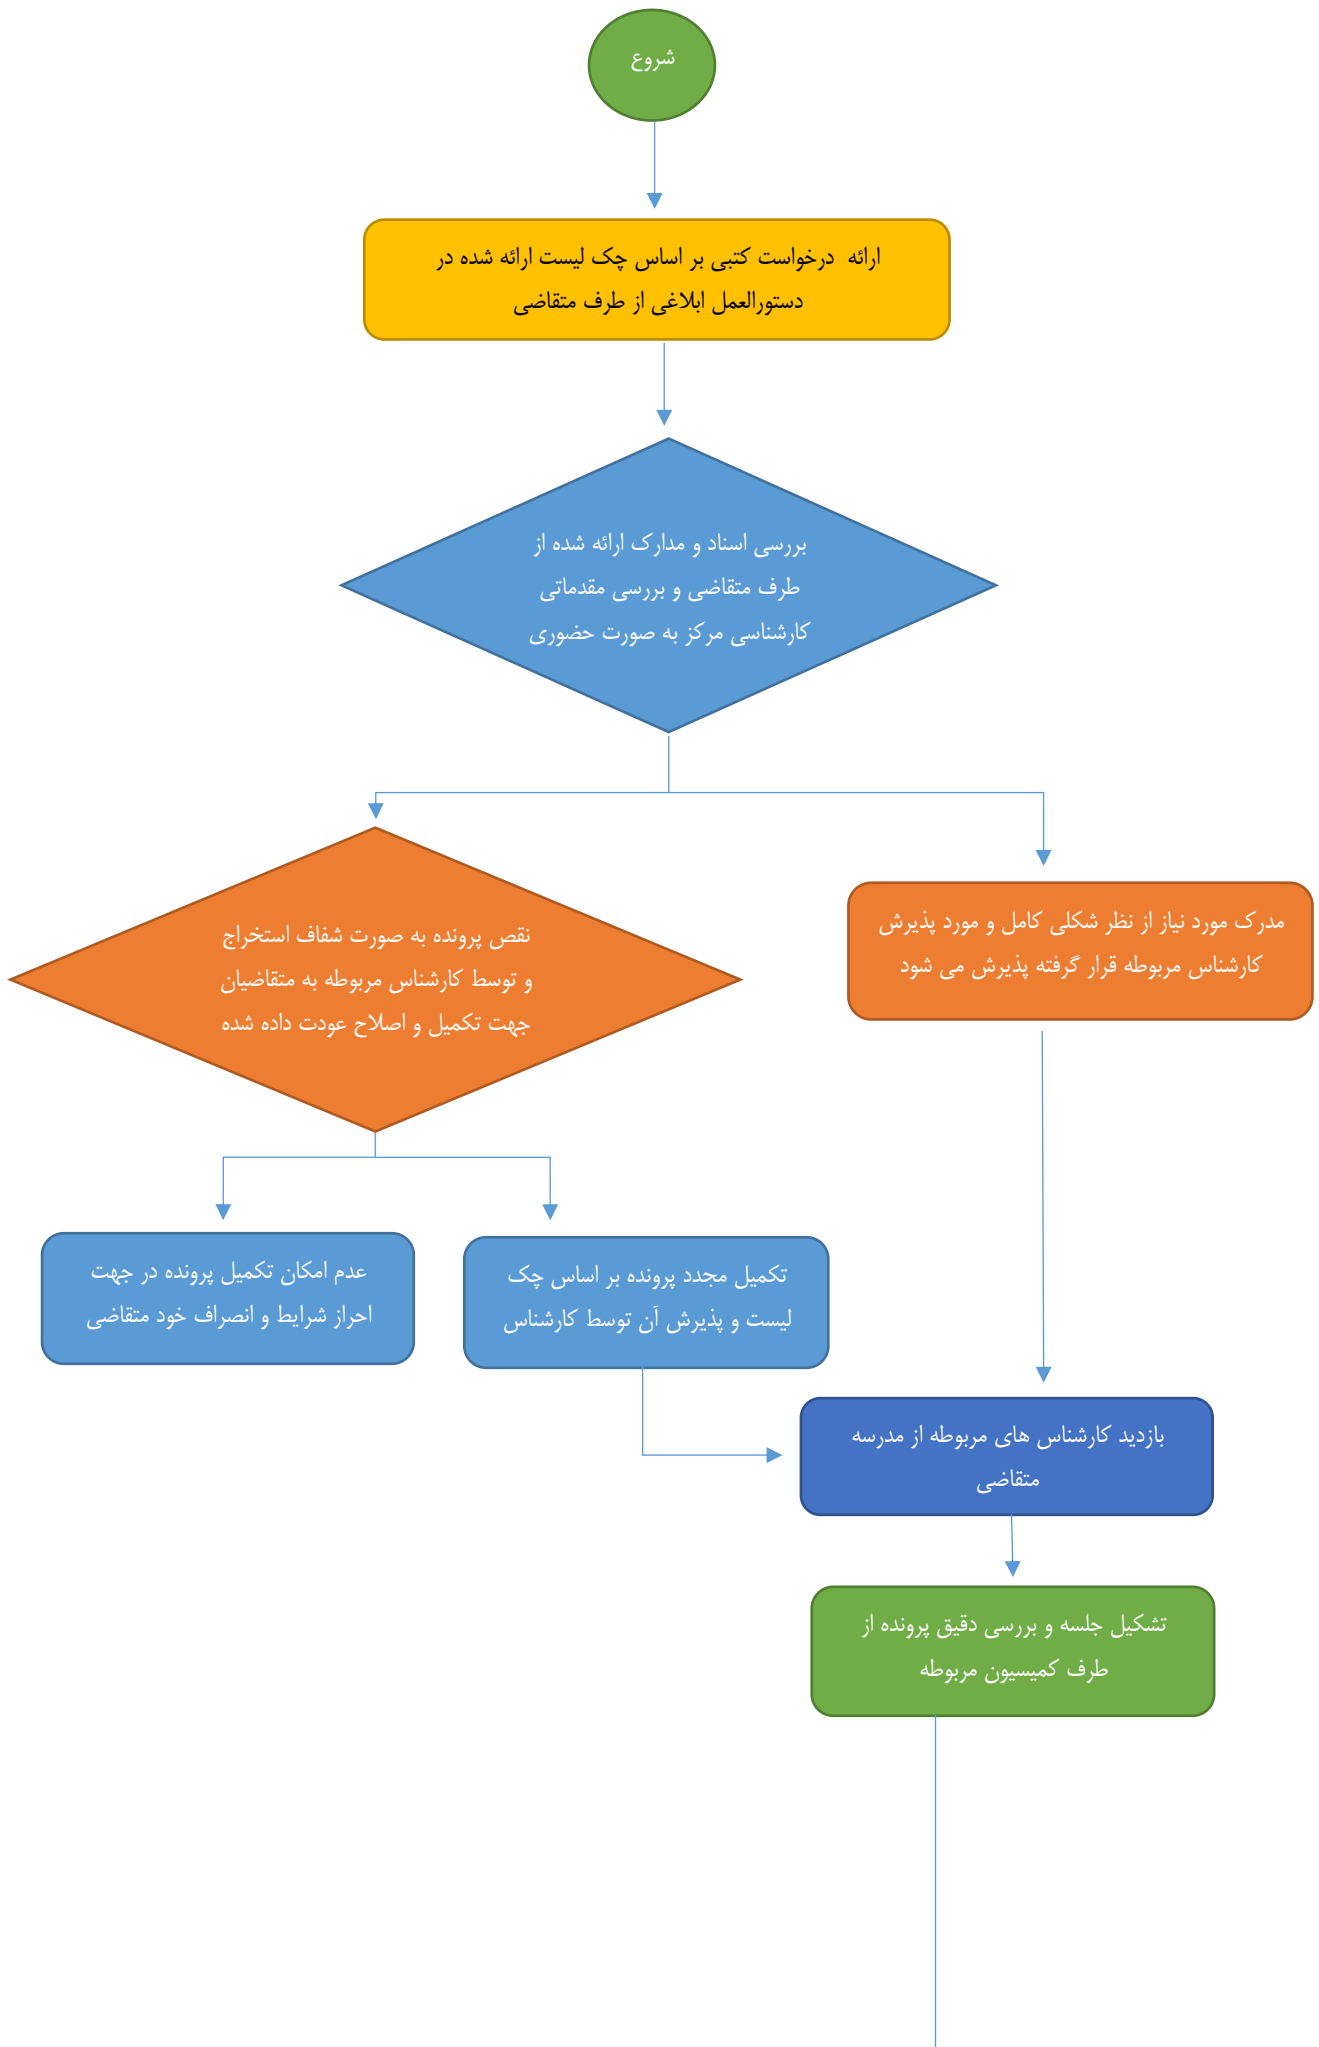 شروع
ارائه درخواست کتبی بر اساس چک لیست ارائه شده در
دستورالعمل ابلاغی از طرف متقاضی
بررسی اسناد و مدارک ارائه شده از
طرف متقاضی و بررسی مقدماتی
کارشناسی مرکز به صورت حضوری
مدرک مورد نیاز از نظر شکلی کامل و مورد پذیرش
کارشناس مربوطه قرار گرفته پذیرش می شود
نقص پرونده به صورت شفاف استخراج
و توسط کارشناس مربوطه به متقاضیان
جهت تکمیل و اصلاح عودت داده شده
تکمیل مجدد پرونده بر اساس چک
لیست و پذیرش آن توسط کارشناس
عدم امکان تکمیل پرونده در جهت
احراز شرایط و انصراف خود متقاضی
بازدید کارشناس های مربوطه از مدرسه
متقاضی
تشکیل جلسه و بررسی دقیق پرونده از
طرف کمیسیون مربوطه